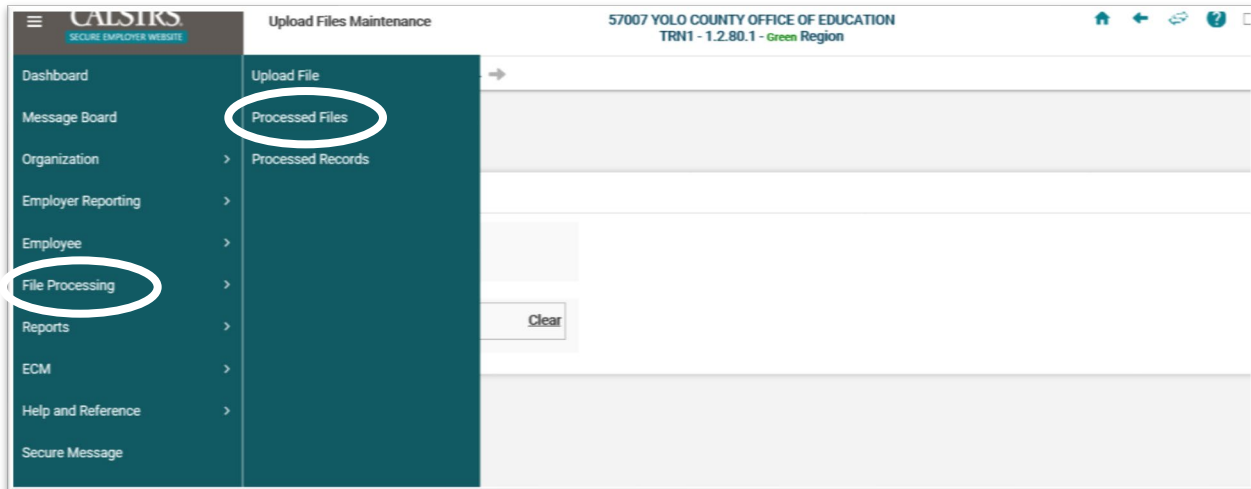 CALSTRS
SECURE EMPLOYER WEBSITE
Upload Files Maintenance
57007 YOLO COUNTY OFFICE OF EDUCATION
TRN1 - 1.2.80.1 - Green Region
Dashboard
Message Board
Organization
Employer Reporting
Employee
File Processing
Reports
ECM
Help and Reference
Secure Message
Upload File
Processed Files
Processed Records
Clear